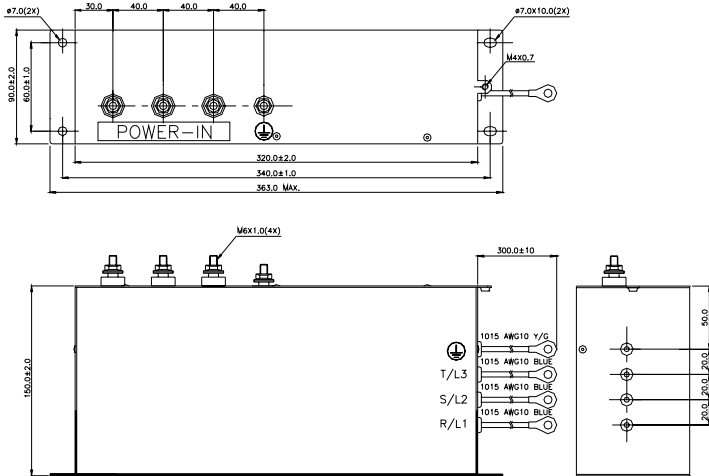 ø7.0(2X)
30.0
40.0
40.0
40.0
ø7.0X10.0(2X)
M4X0.7
90.0±2.0
60.0±1.0
POWER-IN
320.0±2.0
340.0±1.0
363.0 MAX.
M6X1.0(4X)
300.0±10
150.0±2.0
50.0
1015 AWG10 Y/G
1015 AWG10 BLUE
T/L3
20.0
1015 AWG10 BLUE
S/L2
20.0
1015 AWG10 BLUE
R/L1
20.0